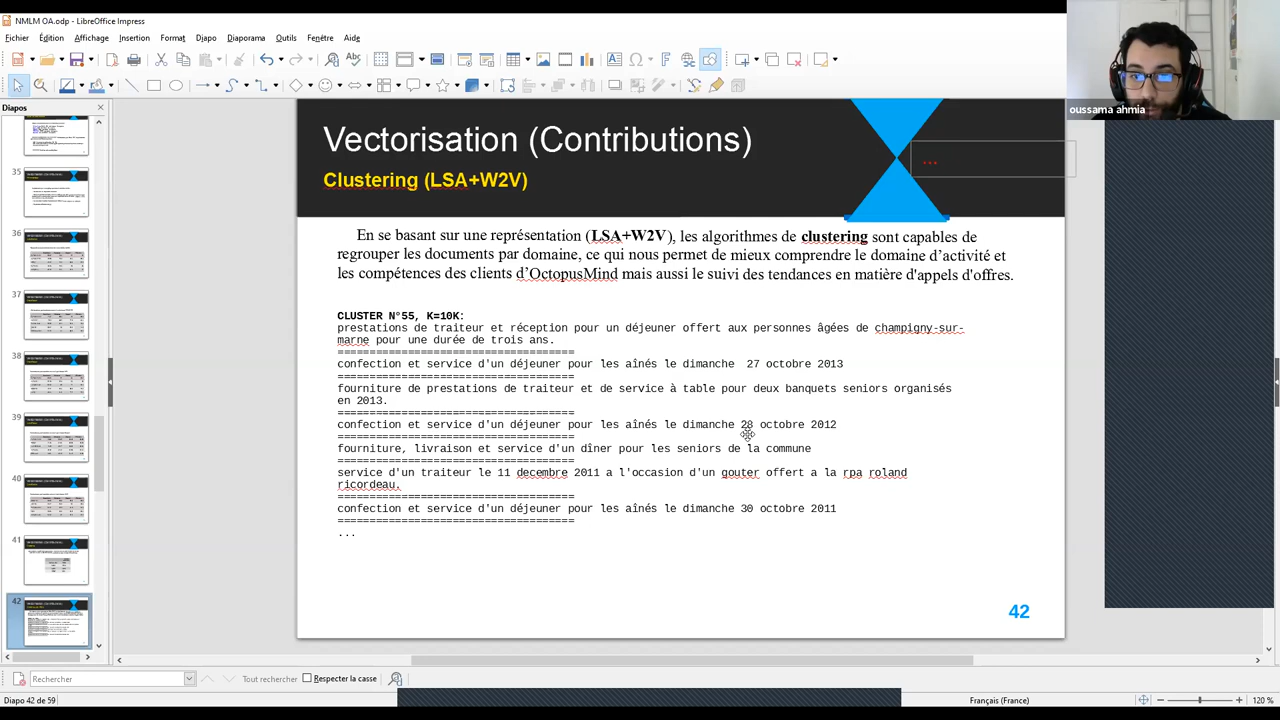 NMLM OA.odp - LibreOffice Impress
Fichier Édition Affichage Insertion Format Diapo Diaporama Outils Fenêtre Aide
Diapos
oussama ahmia
35
36
37
38
39
40
41
42
Vectorisation (Contributions)
Clustering (LSA+W2V)
...
En se basant sur une représentation (LSA+W2V), les algorithmes de clustering sont capables de
regrouper les documents par domaine, ce qui nous permet de mieux comprendre le domaine d'activité et
les compétences des clients d'OctopusMind mais aussi le suivi des tendances en matière d'appels d'offres.
CLUSTER N°55, K=10K:
prestations de traiteur et réception pour un déjeuner offert aux personnes âgées de champigny-sur-
marne pour une durée de trois ans.
=====================================
confection et service d'un déjeuner pour les aînés le dimanche 27 octobre 2013
=====================================
fourniture de prestations de traiteur et de service à table pour deux banquets seniors organisés
en 2013.
=====================================
confection et service d'un déjeuner pour les aînés le dimanche 28 octobre 2012
=====================================
fourniture, livraison et service d'un dîner pour les seniors de la commune
=====================================
service d'un traiteur le 11 decembre 2011 a l'occasion d'un gouter offert a la rpa roland
ricordeau.
=====================================
confection et service d'un déjeuner pour les aînés le dimanche 30 octobre 2011
=====================================
...
42
Rechercher Tout rechercher Respecter la casse
Diapo 42 de 59 Français (France) 120 %